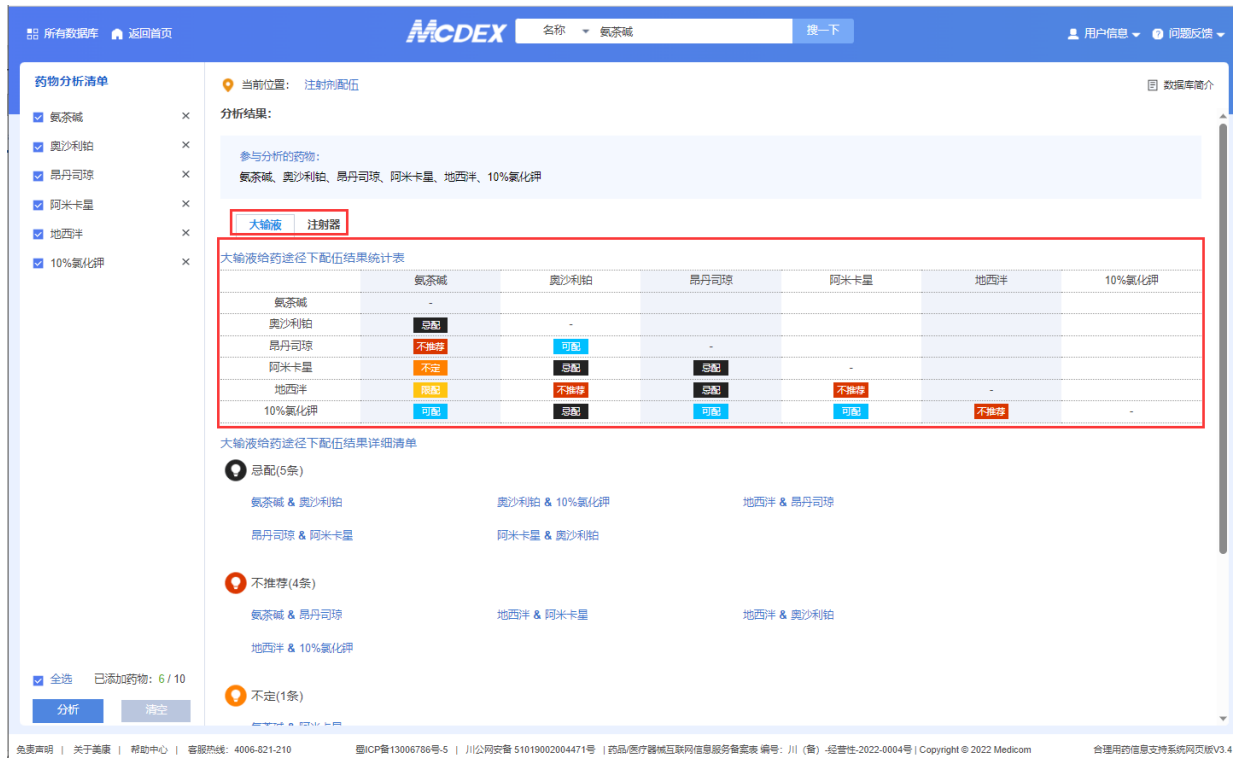 所有数据库 返回首页 MCDEX 名称 氨茶碱 搜一下 用户信息 问题反馈
药物分析清单
氨茶碱 ×
奥沙利铂 ×
昂丹司琼 ×
阿米卡星 ×
地西泮 ×
10%氯化钾 ×
全选 已添加药物: 6 / 10
分析 清空
当前位置: 注射剂配伍 数据库简介
分析结果:
参与分析的药物:
氨茶碱、奥沙利铂、昂丹司琼、阿米卡星、地西泮、10%氯化钾
大输液 注射器
大输液给药途径下配伍结果统计表
氨茶碱 奥沙利铂 昂丹司琼 阿米卡星 地西泮 10%氯化钾
氨茶碱 -
奥沙利铂 忌配 -
昂丹司琼 不推荐 可配 -
阿米卡星 不定 忌配 忌配 -
地西泮 限配 不推荐 忌配 不推荐 -
10%氯化钾 可配 忌配 可配 可配 不推荐 -
大输液给药途径下配伍结果详细清单
忌配(5条)
氨茶碱 & 奥沙利铂 奥沙利铂 & 10%氯化钾 地西泮 & 昂丹司琼
昂丹司琼 & 阿米卡星 阿米卡星 & 奥沙利铂
不推荐(4条)
氨茶碱 & 昂丹司琼 地西泮 & 阿米卡星 地西泮 & 奥沙利铂
地西泮 & 10%氯化钾
不定(1条)
氨茶碱 & 阿米卡星
免责声明 | 关于美康 | 帮助中心 | 客服热线: 4006-821-210 蜀ICP备13006786号-5 | 川公网安备 51019002004471号 | 药品/医疗器械互联网信息服务备案表 编号: 川(备)-经营性-2022-0004号 | Copyright © 2022 Medicom 合理用药信息支持系统网页版V3.4